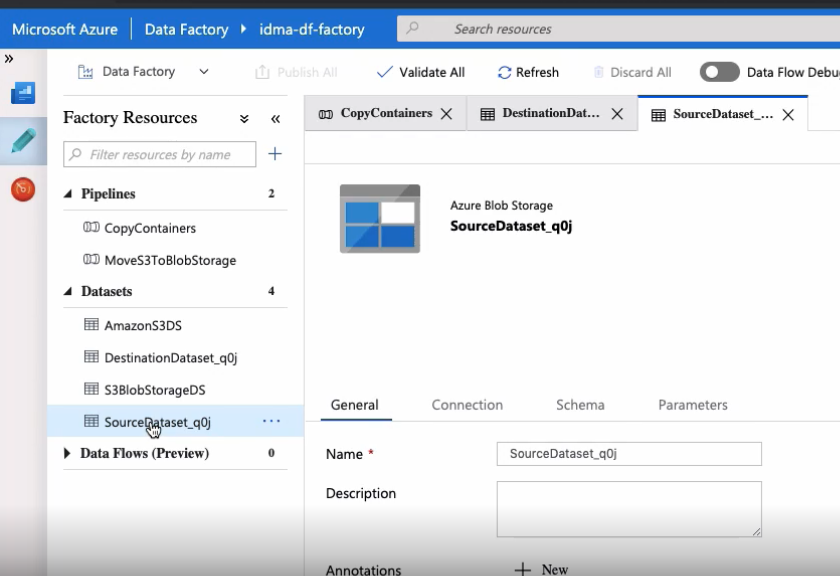 Microsoft Azure Data Factory idma-df-factory Search resources
Data Factory Publish All Validate All Refresh Discard All Data Flow Debu
Factory Resources
CopyContainers DestinationDat... SourceDataset_...
Filter resources by name
Pipelines 2
CopyContainers
MoveS3ToBlobStorage
Datasets 4
AmazonS3DS
DestinationDataset_q0j
S3BlobStorageDS
SourceDataset_q0j
Data Flows (Preview) 0
Azure Blob Storage
SourceDataset_q0j
General Connection Schema Parameters
Name * SourceDataset_q0j
Description
Annotations New